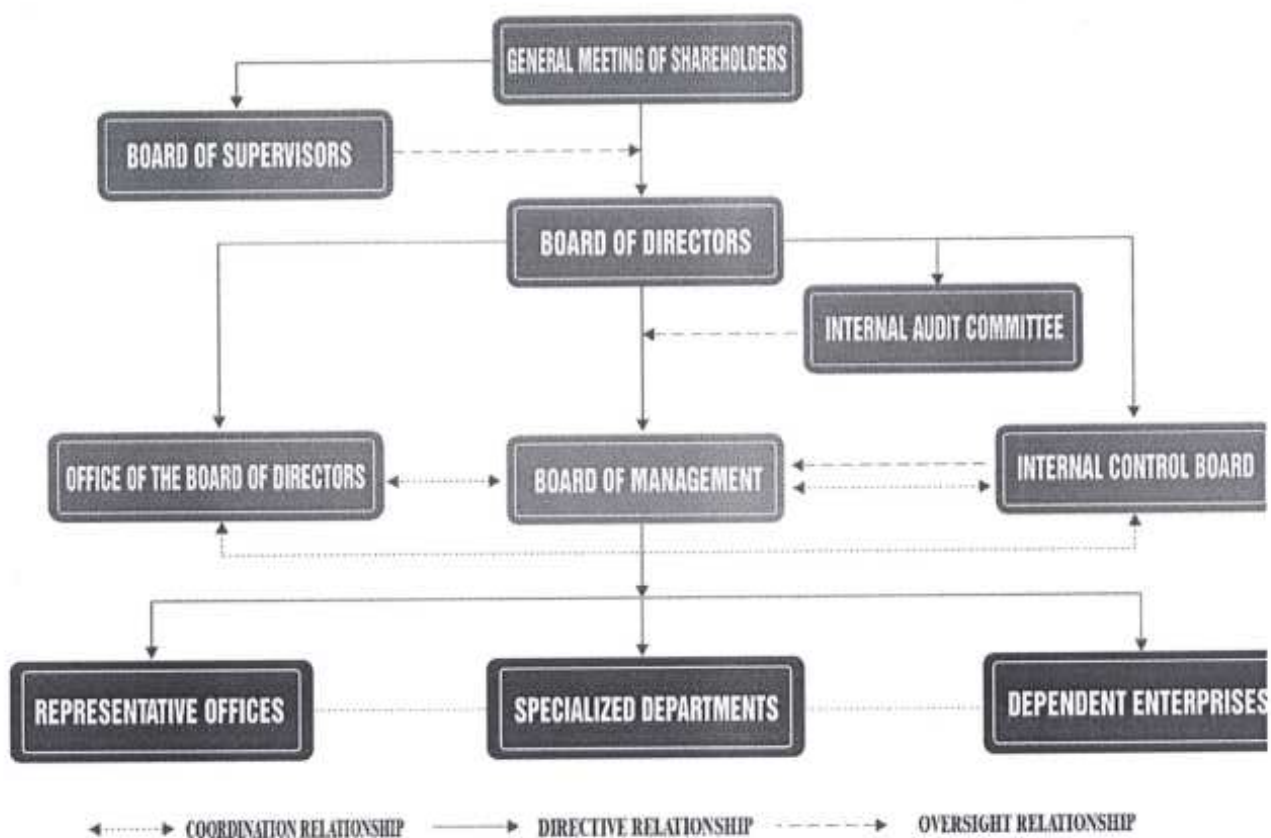 GENERAL MEETING OF SHAREHOLDERS
BOARD OF SUPERVISORS
BOARD OF DIRECTORS
INTERNAL AUDIT COMMITTEE
OFFICE OF THE BOARD OF DIRECTORS
BOARD OF MANAGEMENT
INTERNAL CONTROL BOARD
REPRESENTATIVE OFFICES
SPECIALIZED DEPARTMENTS
DEPENDENT ENTERPRISES
COORDINATION RELATIONSHIP
DIRECTIVE RELATIONSHIP
OVERSIGHT RELATIONSHIP